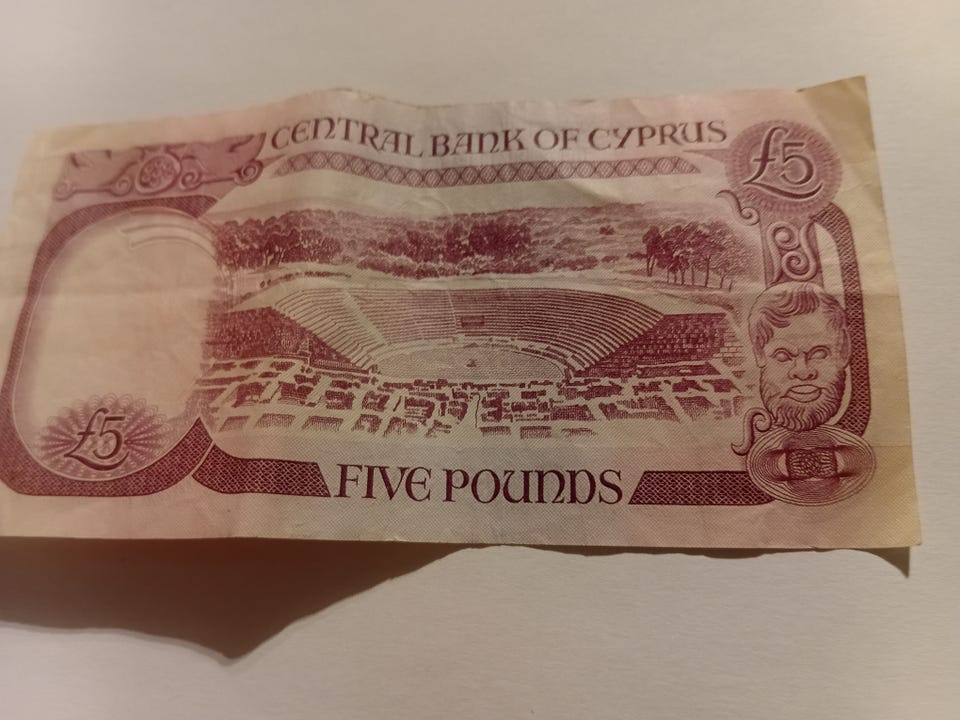 CENTRAL BANK OF CYPRUS
£5
£5
FIVE POUNDS